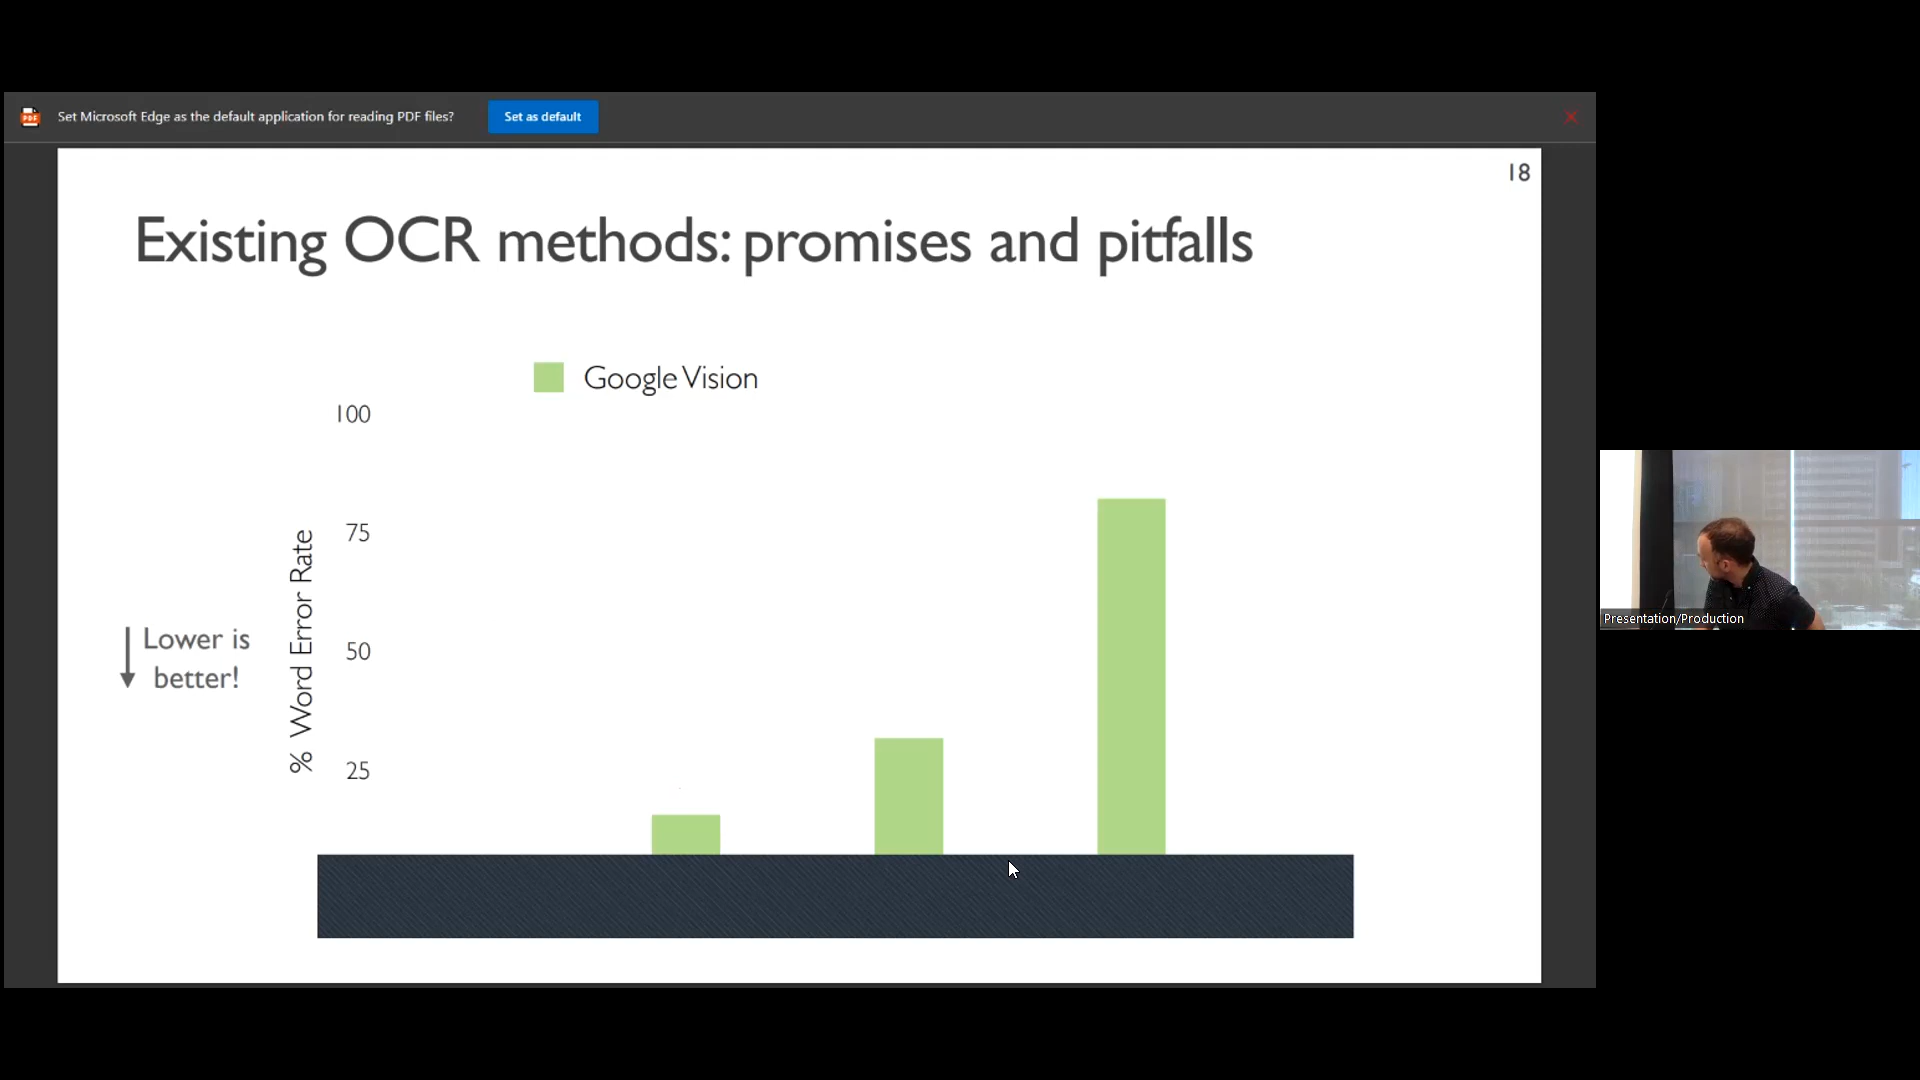 Set Microsoft Edge as the default application for reading PDF files?
Set as default
18
Existing OCR methods: promises and pitfalls
Google Vision
100
75
50
25
% Word Error Rate
Lower is
better!
Presentation/Production
PDF